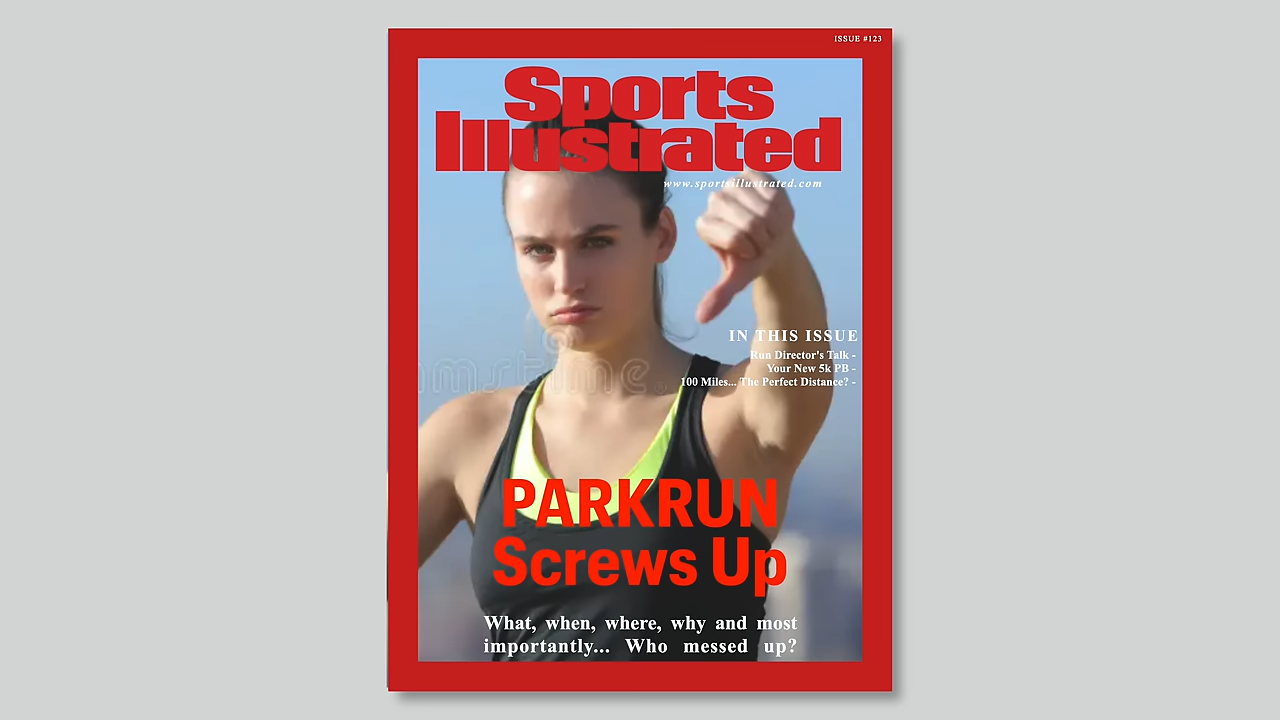 ISSUE #123
Sports
Illustrated
www.sportsillustrated.com
IN THIS ISSUE
Run Director's Talk -
Your New 5k PB -
100 Miles... The Perfect Distance? -
PARKRUN
Screws Up
What, when, where, why and most
importantly... Who messed up?